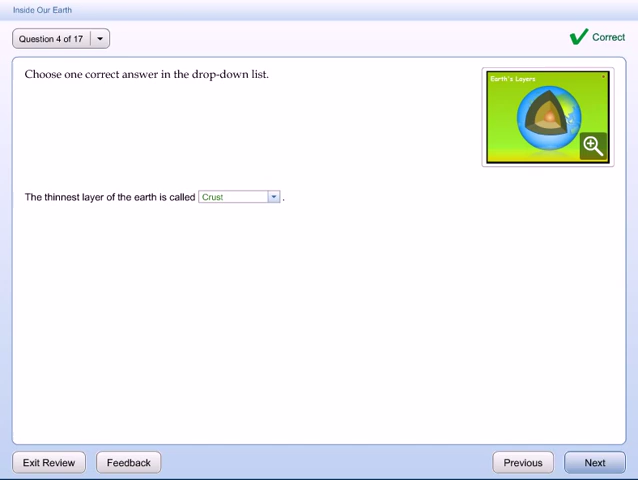 Inside Our Earth
Question 4 of 17
Correct
Choose one correct answer in the drop-down list.
Earth's Layers
The thinnest layer of the earth is called Crust .
Exit Review
Feedback
Previous
Next